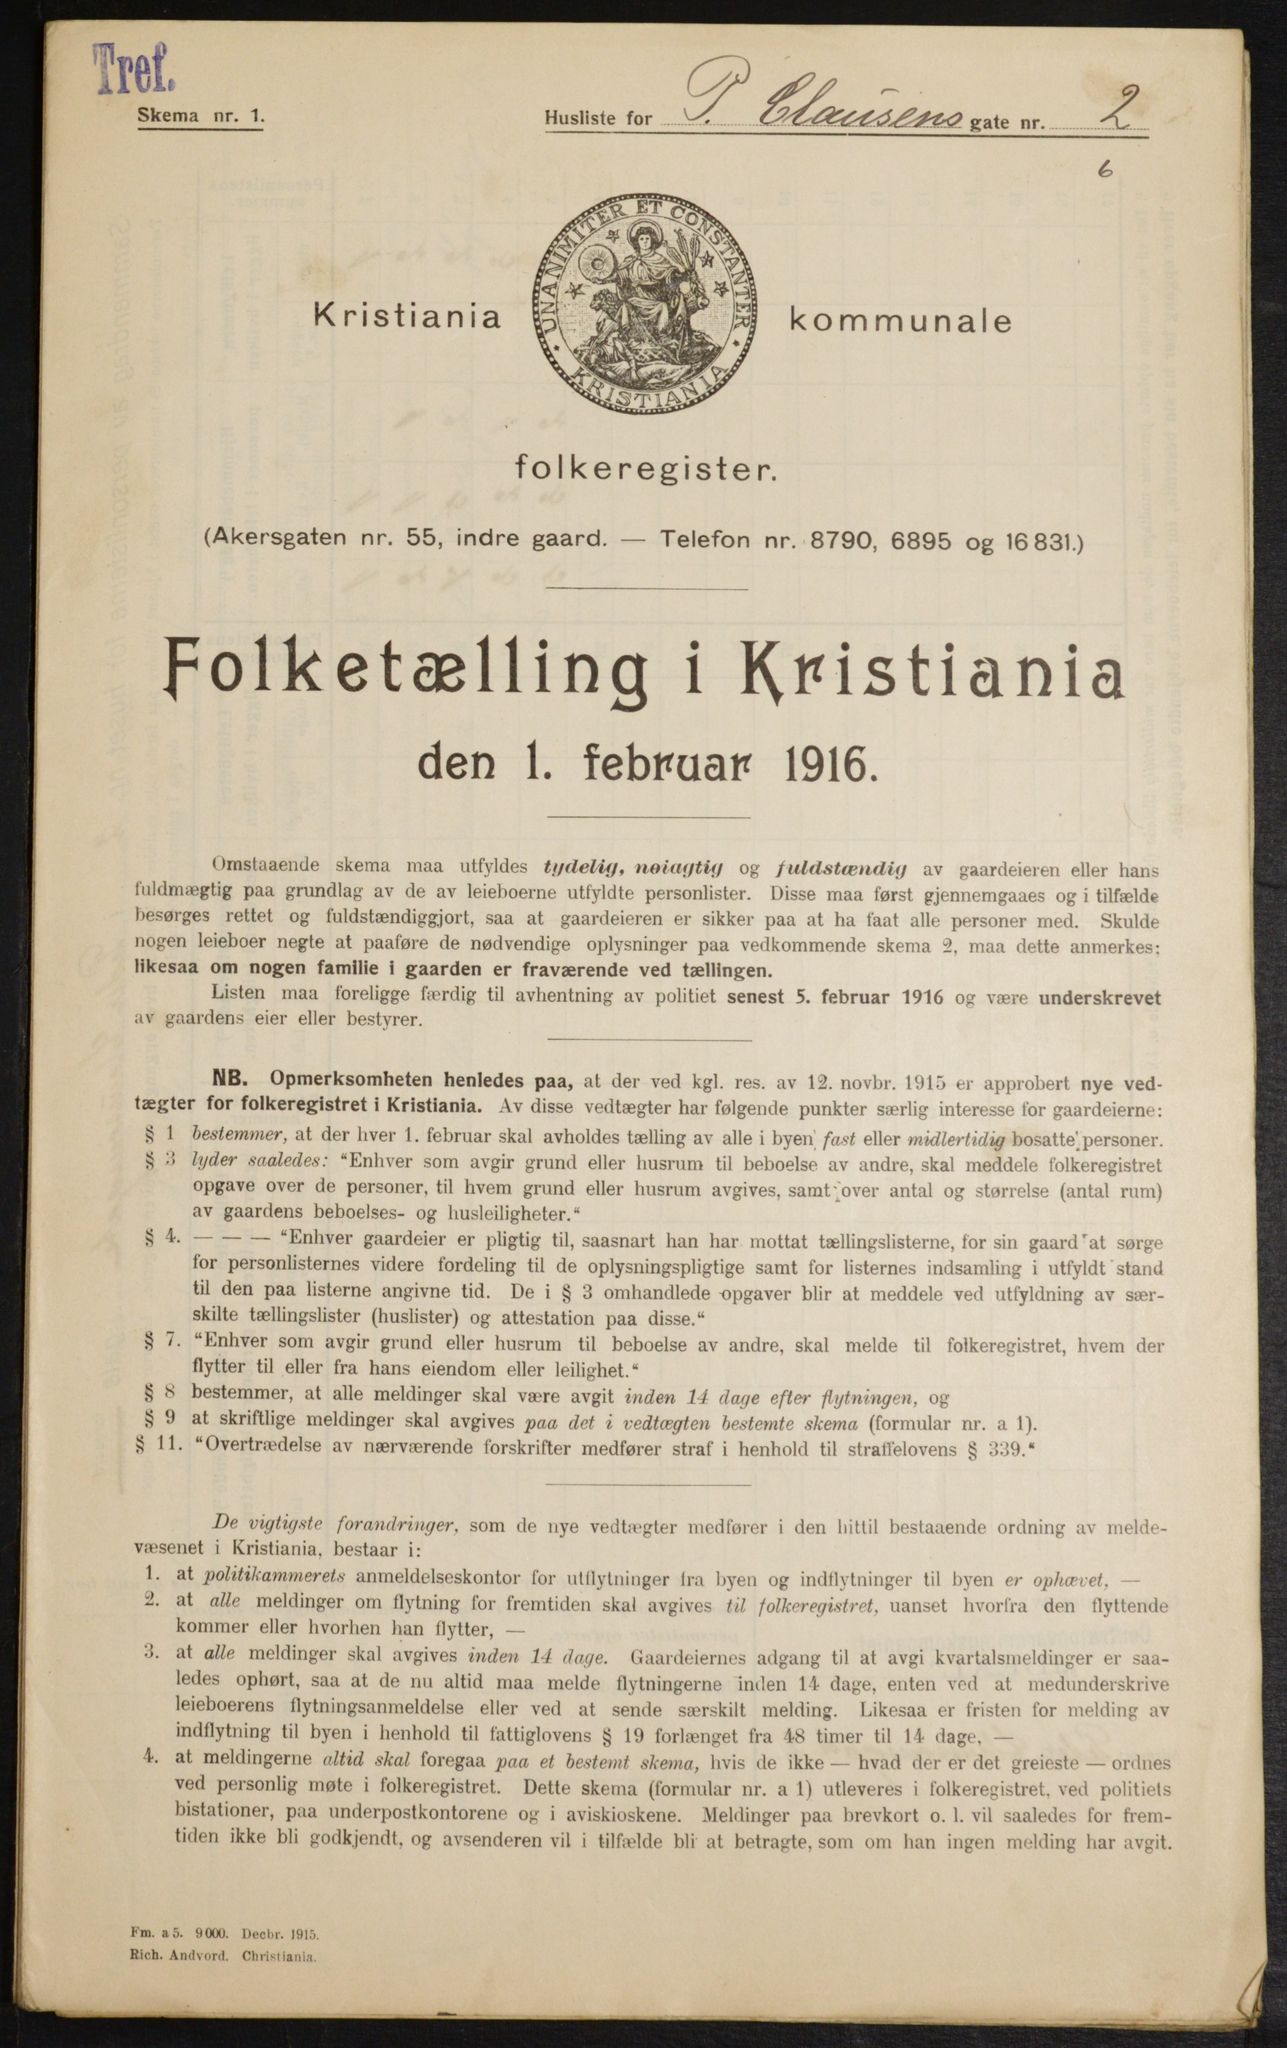 Tref.
Skema nr. 1.
Husliste for P. Clausens gate nr. 2
6
UNANIMITER ET CONSTANTER
KRISTIANIA
Kristiania kommunale
folkeregister.
(Akersgaten nr. 55, indre gaard. — Telefon nr. 8790, 6895 og 16 831.)
Folketælling i Kristiania
den 1. februar 1916.
Omstaaende skema maa utfyldes tydelig, nøiagtig og fuldstændig av gaardeieren eller hans
fuldmægtig paa grundlag av de av leieboerne utfyldte personlister. Disse maa først gjennemgaaes og i tilfælde
besørges rettet og fuldstændiggjort, saa at gaardeieren er sikker paa at ha faat alle personer med. Skulde
nogen leieboer negte at paaføre de nødvendige oplysninger paa vedkommende skema 2, maa dette anmerkes;
likesaa om nogen familie i gaarden er fraværende ved tællingen.
Listen maa foreligge færdig til avhentning av politiet senest 5. februar 1916 og være underskrevet
av gaardens eier eller bestyrer.
NB. Opmerksomheten henledes paa, at der ved kgl. res. av 12. novbr. 1915 er approbert nye ved-
tægter for folkeregistret i Kristiania. Av disse vedtægter har følgende punkter særlig interesse for gaardeierne:
§ 1 bestemmer, at der hver 1. februar skal avholdes tælling av alle i byen fast eller midlertidig bosatte personer.
§ 3 lyder saaledes: “Enhver som avgir grund eller husrum til beboelse av andre, skal meddele folkeregistret
opgave over de personer, til hvem grund eller husrum avgives, samt over antal og størrelse (antal rum)
av gaardens beboelses- og husleiligheter.“
§ 4. — — — “Enhver gaardeier er pligtig til, saasnart han har mottat tællingslisterne, for sin gaard at sørge
for personlisternes videre fordeling til de oplysningspligtige samt for listernes indsamling i utfyldt stand
til den paa listerne angivne tid. De i § 3 omhandlede opgaver blir at meddele ved utfyldning av sær-
skilte tællingslister (huslister) og attestation paa disse.“
§ 7. “Enhver som avgir grund eller husrum til beboelse av andre, skal melde til folkeregistret, hvem der
flytter til eller fra hans eiendom eller leilighet.“
§ 8 bestemmer, at alle meldinger skal være avgit inden 14 dage efter flytningen, og
§ 9 at skriftlige meldinger skal avgives paa det i vedtægten bestemte skema (formular nr. a 1).
§ 11. “Overtrædelse av nærværende forskrifter medfører straf i henhold til straffelovens § 339.“
De vigtigste forandringer, som de nye vedtægter medfører i den hittil bestaaende ordning av melde-
væsenet i Kristiania, bestaar i:
1. at politikammerets anmeldelseskontor for utflytninger fra byen og indflytninger til byen er ophævet, —
2. at alle meldinger om flytning for fremtiden skal avgives til folkeregistret, uanset hvorfra den flyttende
kommer eller hvorhen han flytter, —
3. at alle meldinger skal avgives inden 14 dage. Gaardeiernes adgang til at avgi kvartalsmeldinger er saa-
ledes ophørt, saa at de nu altid maa melde flytningerne inden 14 dage, enten ved at medunderskrive
leieboerens flytningsanmeldelse eller ved at sende særskilt melding. Likesaa er fristen for melding av
indflytning til byen i henhold til fattiglovens § 19 forlænget fra 48 timer til 14 dage, —
4. at meldingerne altid skal foregaa paa et bestemt skema, hvis de ikke — hvad der er det greieste — ordnes
ved personlig møte i folkeregistret. Dette skema (formular nr. a 1) utleveres i folkeregistret, ved politiets
bistationer, paa underpostkontorene og i aviskioskene. Meldinger paa brevkort o. l. vil saaledes for frem-
tiden ikke bli godkjendt, og avsenderen vil i tilfælde bli at betragte, som om han ingen melding har avgit.
Fm. a 5. 9 000. Decbr. 1915.
Rich. Andvord. Christiania.